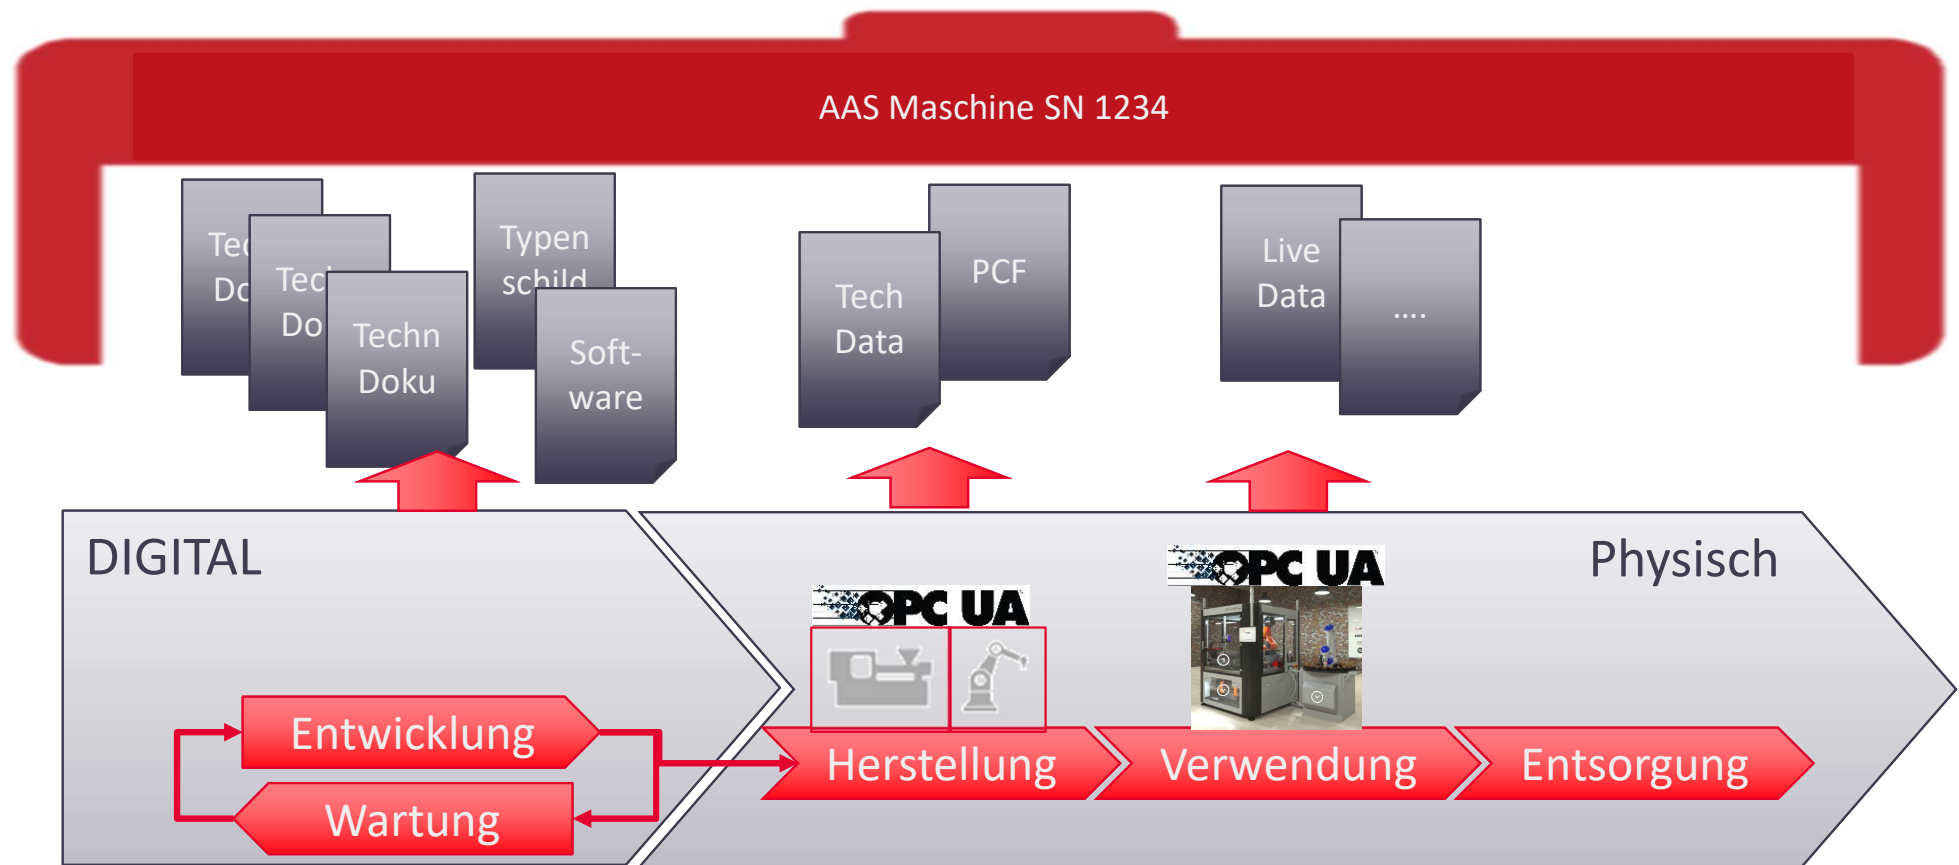 AAS Maschine SN 1234
Techn
Doku
Typen
schild
Soft-
ware
Tech
Data
PCF
Live
Data
....
DIGITAL
Physisch
OPC UA
OPC UA
Entwicklung
Wartung
Herstellung
Verwendung
Entsorgung